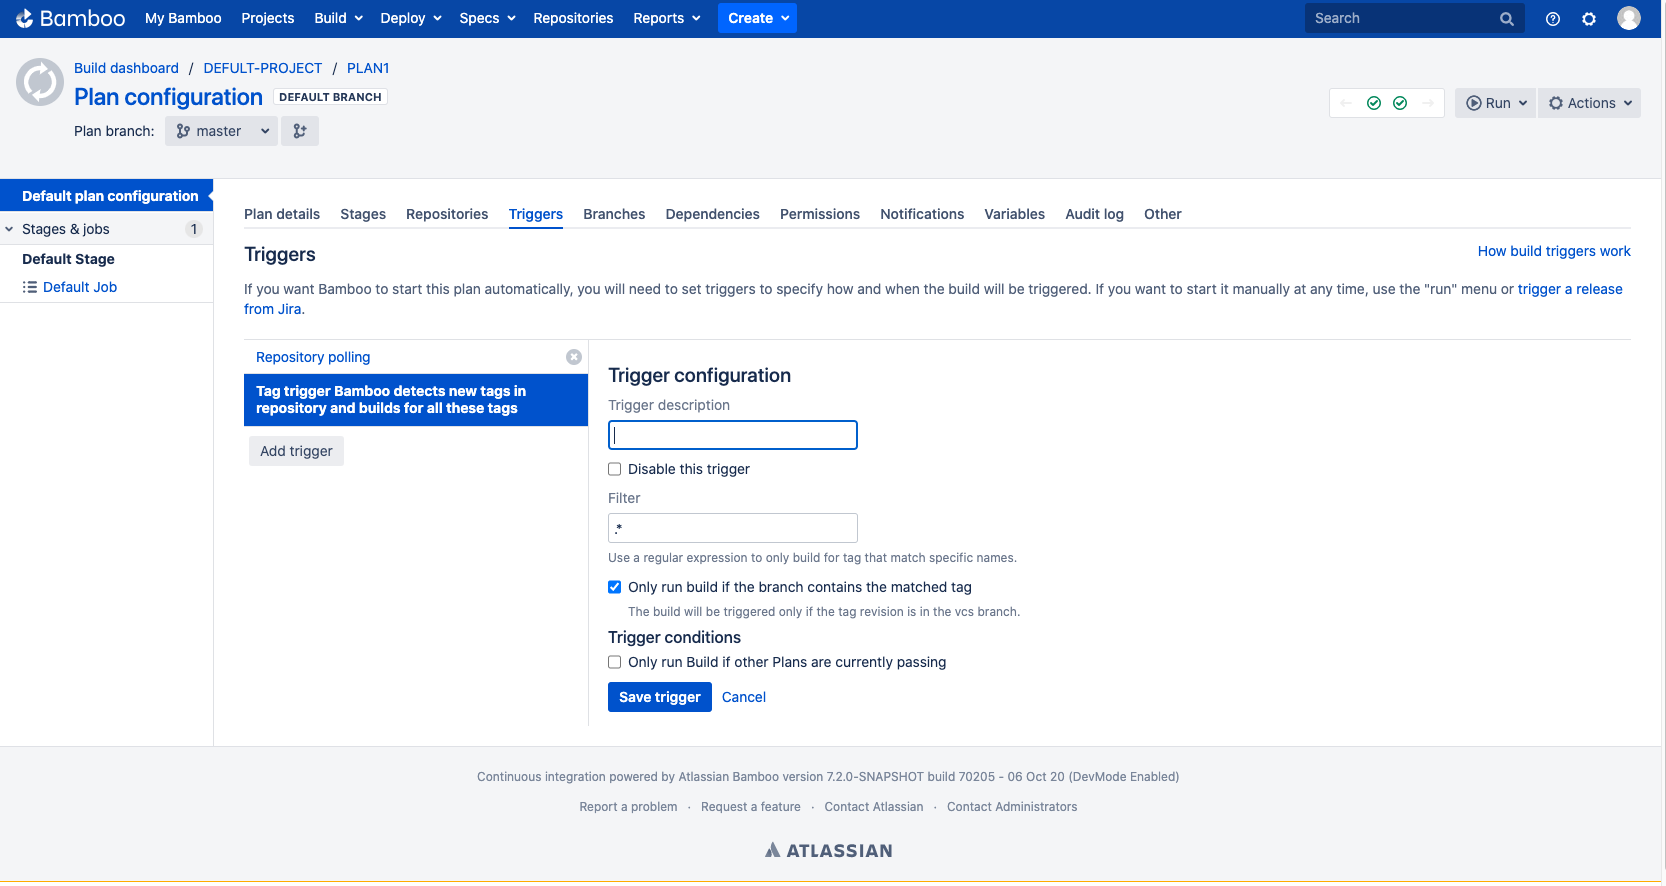 Bamboo My Bamboo Projects Build Deploy Specs Repositories Reports Create Search
Build dashboard / DEFULT-PROJECT / PLAN1
Plan configuration DEFAULT BRANCH
Run Actions
Plan branch: master
Default plan configuration
Stages & jobs 1
Default Stage
Default Job
Plan details Stages Repositories Triggers Branches Dependencies Permissions Notifications Variables Audit log Other
Triggers
How build triggers work
If you want Bamboo to start this plan automatically, you will need to set triggers to specify how and when the build will be triggered. If you want to start it manually at any time, use the "run" menu or trigger a release
from Jira.
Repository polling
Tag trigger Bamboo detects new tags in
repository and builds for all these tags
Add trigger
Trigger configuration
Trigger description
Disable this trigger
Filter
.*
Use a regular expression to only build for tag that match specific names.
Only run build if the branch contains the matched tag
The build will be triggered only if the tag revision is in the vcs branch.
Trigger conditions
Only run Build if other Plans are currently passing
Save trigger Cancel
Continuous integration powered by Atlassian Bamboo version 7.2.0-SNAPSHOT build 70205 - 06 Oct 20 (DevMode Enabled)
Report a problem · Request a feature · Contact Atlassian · Contact Administrators
ATLASSIAN